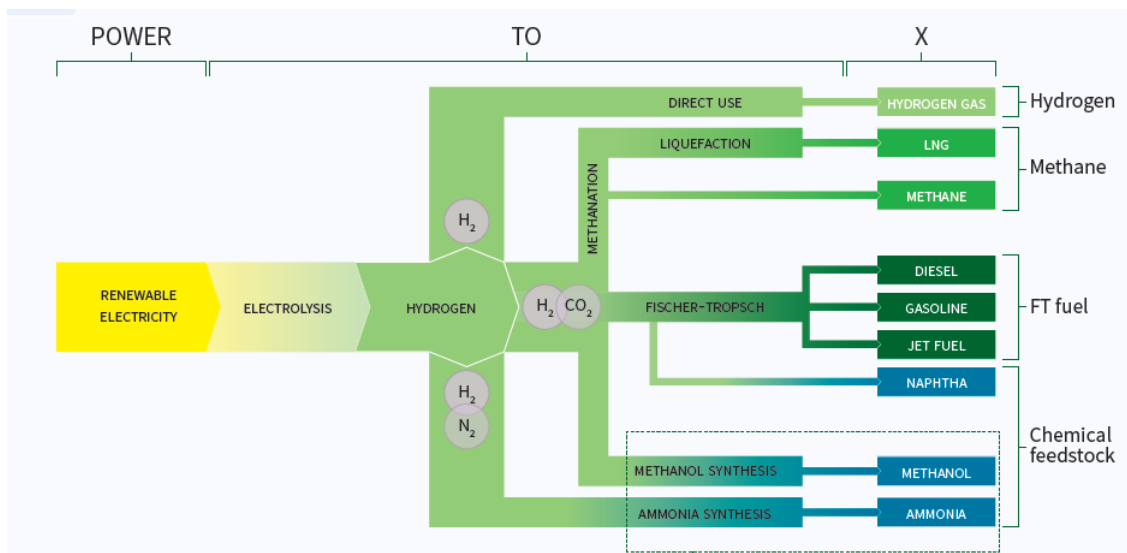 POWER
TO
X
DIRECT USE
HYDROGEN GAS
Hydrogen
LIQUEFACTION
LNG
METHANATION
Methane
METHANE
H₂
RENEWABLE
ELECTRICITY
ELECTROLYSIS
HYDROGEN
H₂
CO₂
FISCHER-TROPSCH
DIESEL
GASOLINE
JET FUEL
FT fuel
H₂
N₂
NAPHTHA
Chemical
feedstock
METHANOL SYNTHESIS
METHANOL
AMMONIA SYNTHESIS
AMMONIA